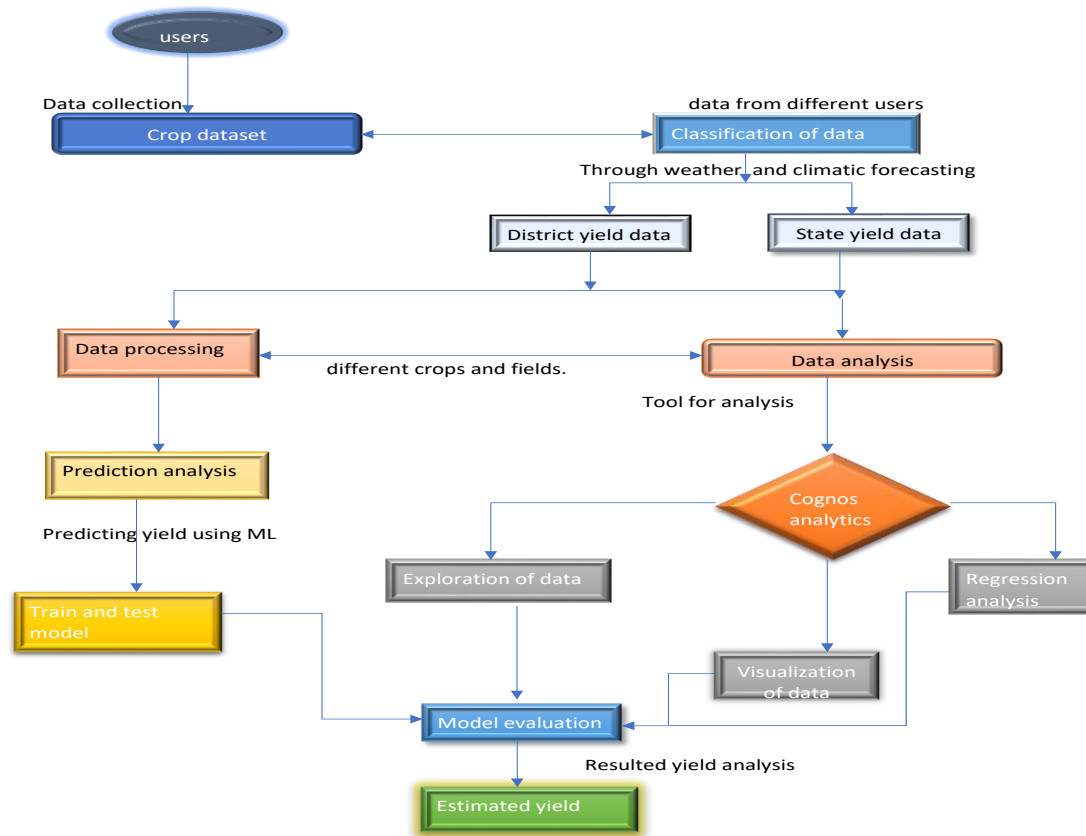 users
Data collection
data from different users
Crop dataset
Classification of data
Through weather and climatic forecasting
District yield data
State yield data
Data processing
different crops and fields.
Data analysis
Tool for analysis
Prediction analysis
Cognos
analytics
Predicting yield using ML
Exploration of data
Regression
analysis
Train and test
model
Visualization
of data
Model evaluation
Resulted yield analysis
Estimated yield